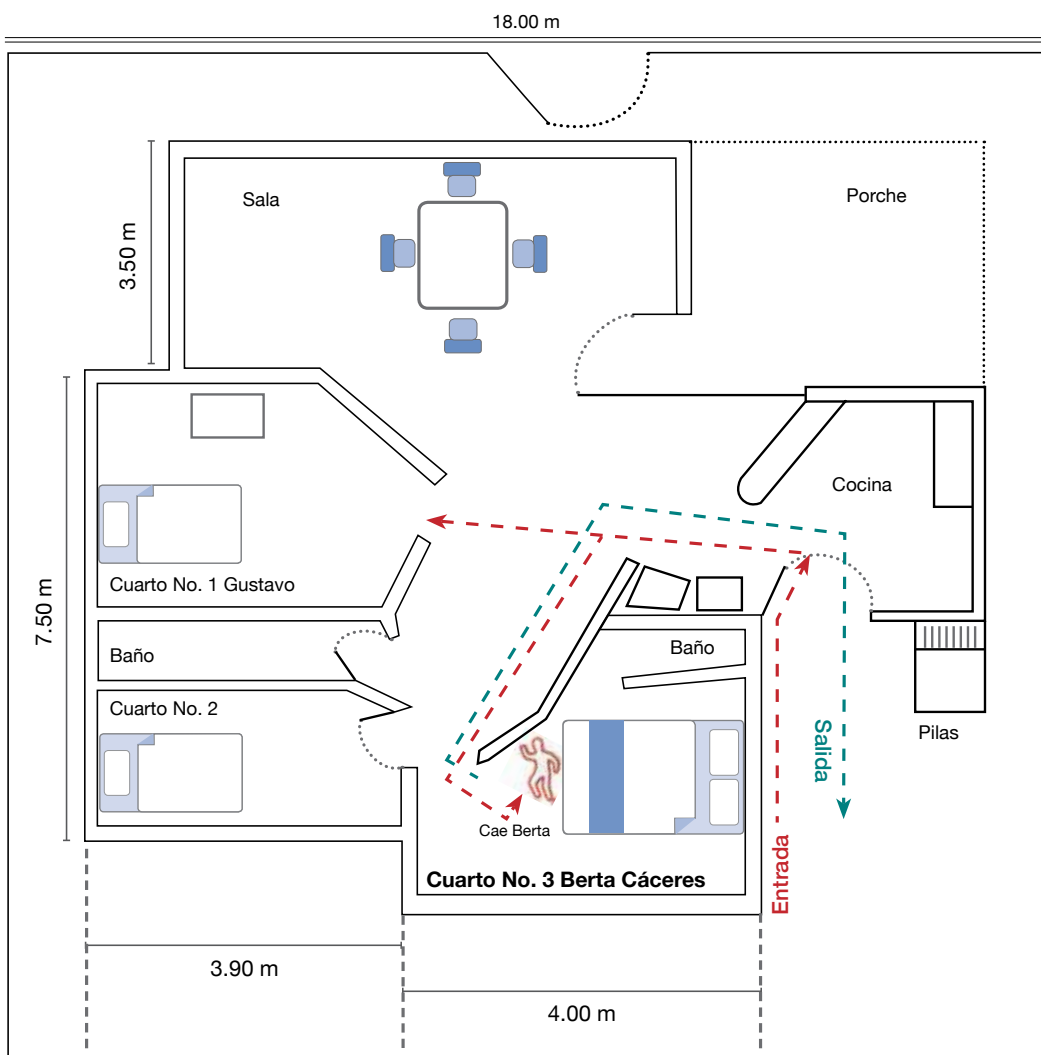 18.00 m
Sala
Porche
3.50 m
Cocina
Cuarto No. 1 Gustavo
7.50 m
Baño
Baño
Cuarto No. 2
Pilas
Salida
Cae Berta
Entrada
Cuarto No. 3 Berta Cáceres
3.90 m
4.00 m